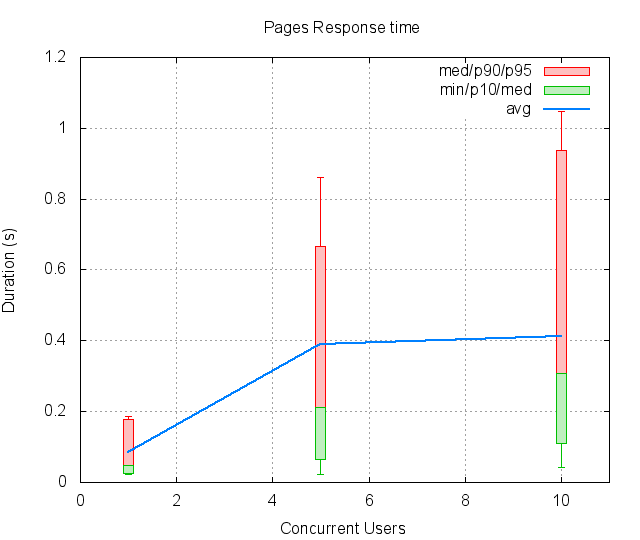 Pages Response time
1.2
1
0.8
0.6
0.4
0.2
0
Duration (s)
med/p90/p95
min/p10/med
avg
0 2 4 6 8 10
Concurrent Users